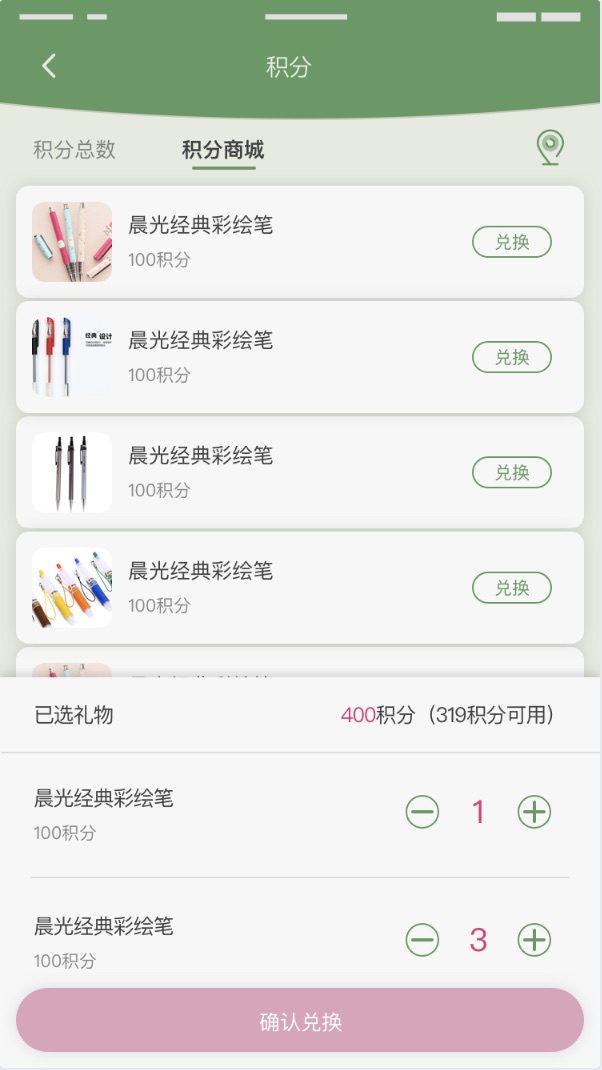 积分
积分总数
积分商城
晨光经典彩绘笔
100积分
兑换
经典 设计
晨光经典彩绘笔
100积分
兑换
晨光经典彩绘笔
100积分
兑换
晨光经典彩绘笔
100积分
兑换
已选礼物
400积分（319积分可用）
晨光经典彩绘笔
100积分
1
晨光经典彩绘笔
100积分
3
确认兑换